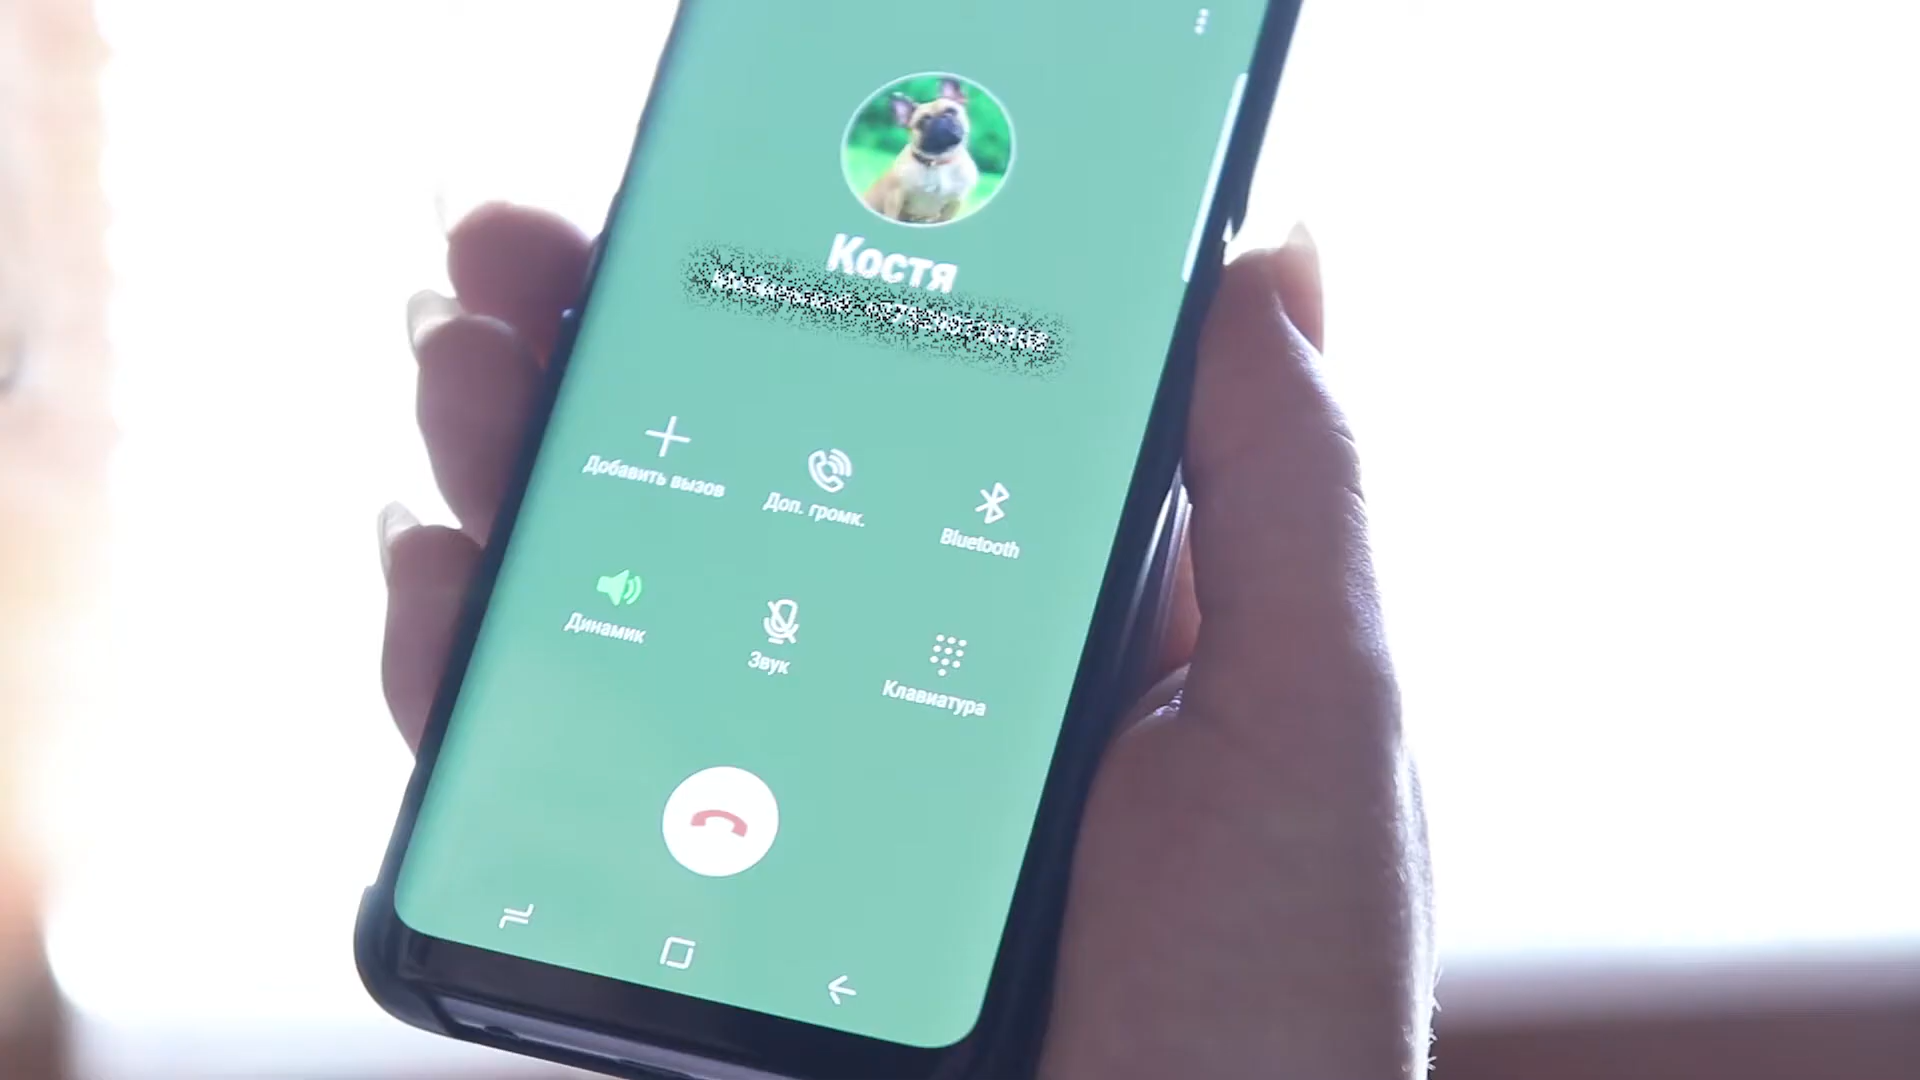 Костя
Добавить вызов
Доп. громк.
Bluetooth
Динамик
Звук
Клавиатура